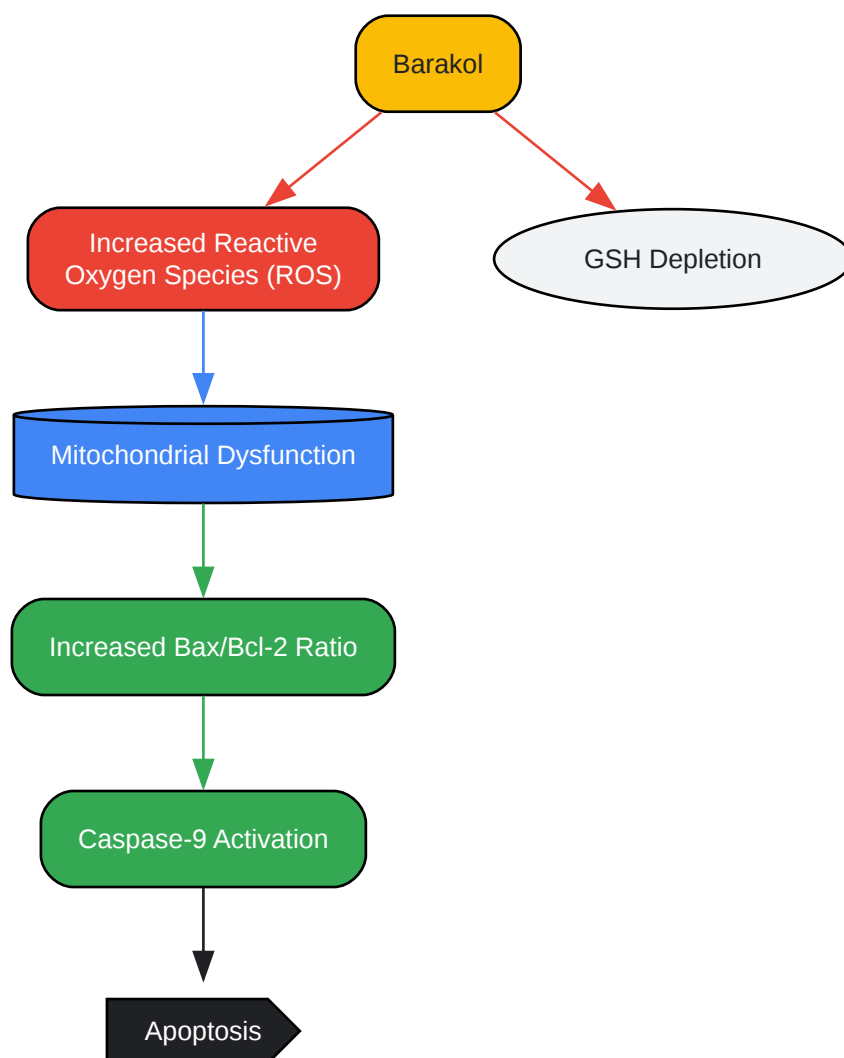 Barakol
Increased Reactive
Oxygen Species (ROS)
GSH Depletion
Mitochondrial Dysfunction
Increased Bax/Bcl-2 Ratio
Caspase-9 Activation
Apoptosis